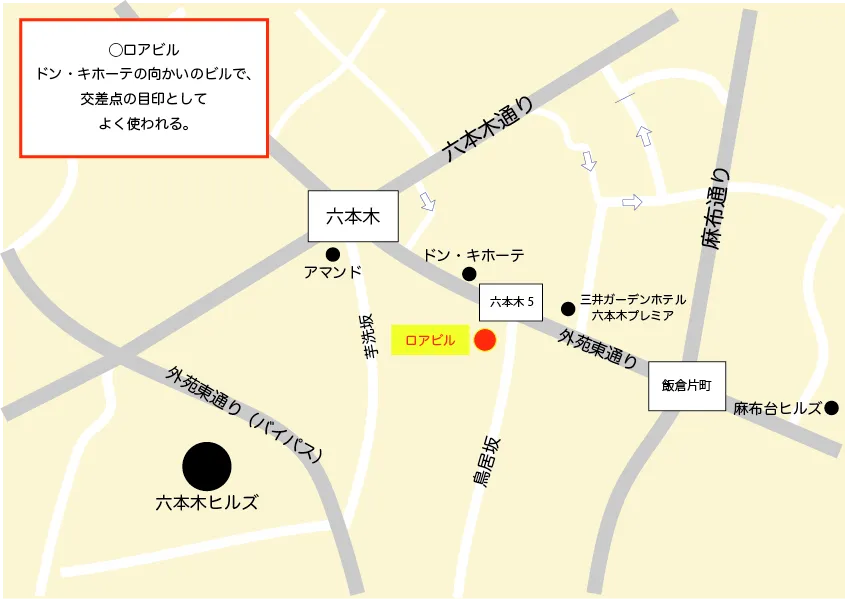 ◯ロアビル
ドン・キホーテの向かいのビルで、
交差点の目印として
よく使われる。
六本木通り
麻布通り
六本木
アマンド
ドン・キホーテ
六本木 5
三井ガーデンホテル
六本木プレミア
芋洗坂
ロアビル
外苑東通り
飯倉片町
外苑東通り（バイパス）
麻布台ヒルズ
鳥居坂
六本木ヒルズ